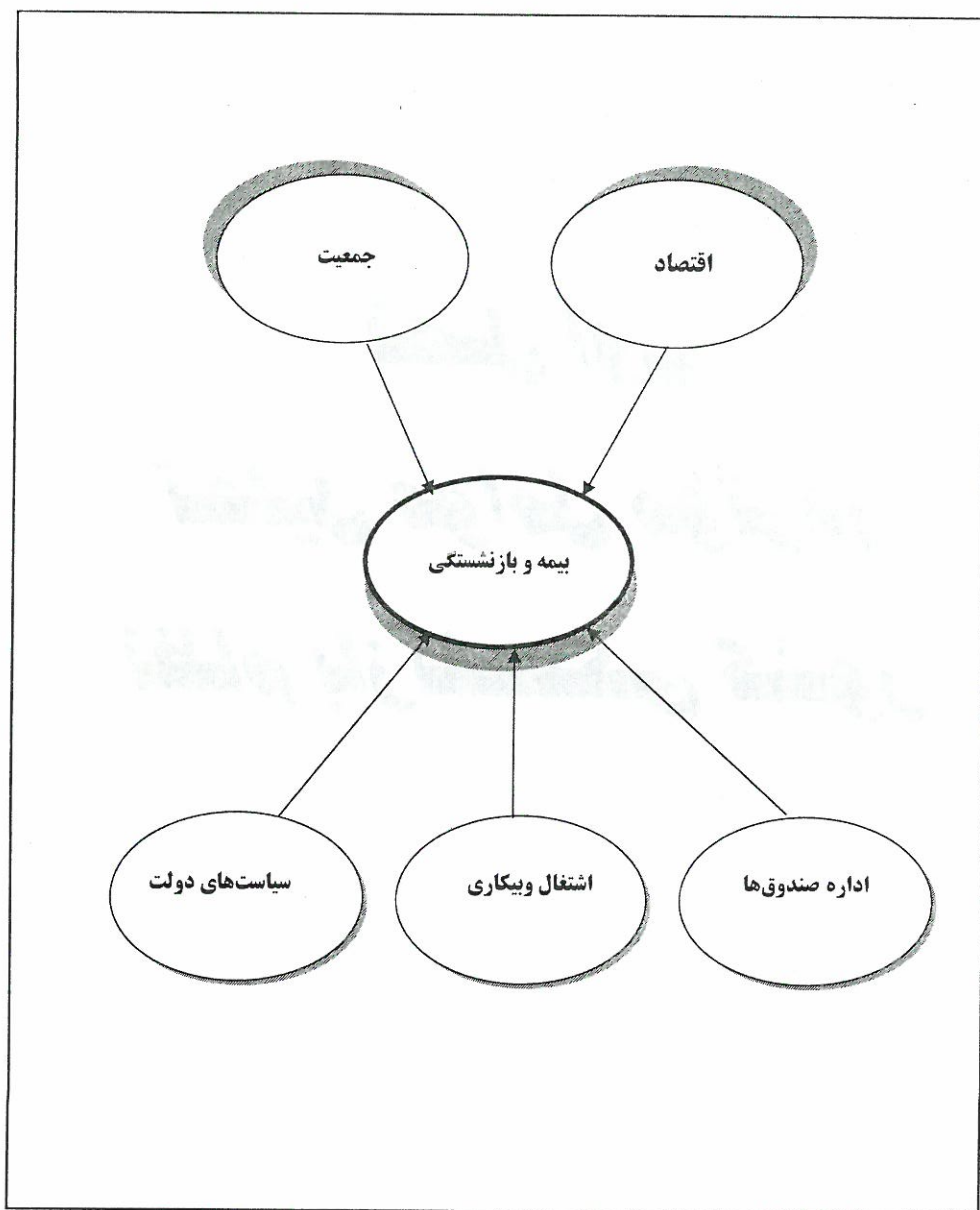 اقتصاد
جمعیت
بیمه و بازنشستگی
اداره صندوق‌ها
اشتغال وبیکاری
سیاست‌های دولت